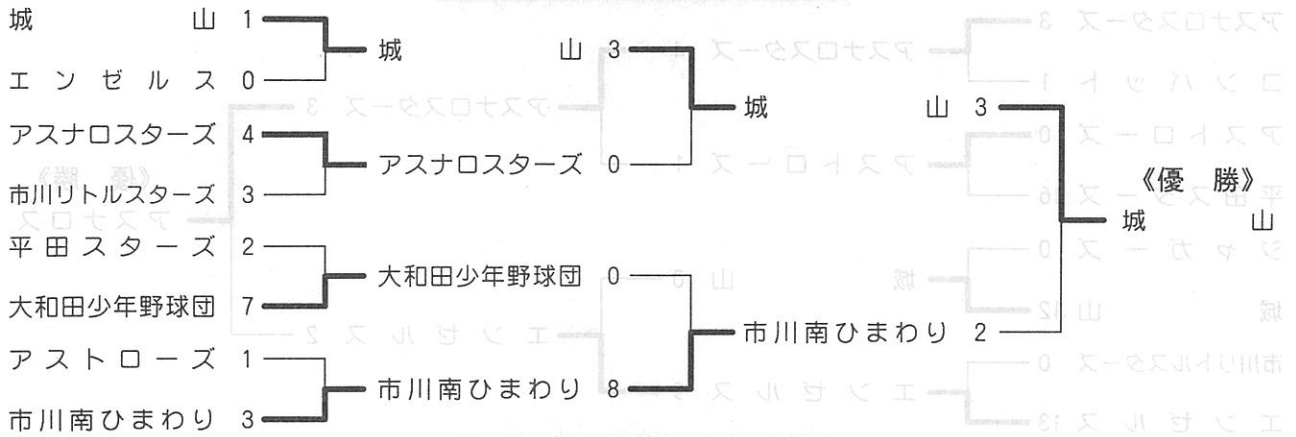 城山 1
エンゼルス 0
アスナロスターズ 4
市川リトルスターズ 3
平田スターズ 2
大和田少年野球団 7
アストローズ 1
市川南ひまわり 3
城山 3
アスナロスターズ 0
大和田少年野球団 0
市川南ひまわり 8
城山 3
市川南ひまわり 2
《優勝》
城山